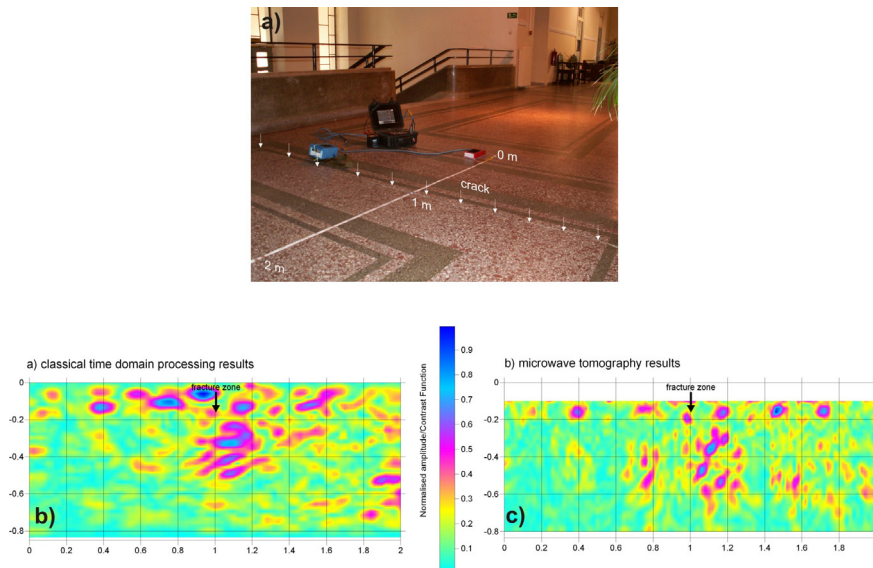 a)
0 m
crack
1 m
2 m
a) classical time domain processing results
fracture zone
0
-0.2
-0.4
-0.6
-0.8
b)
0 0.2 0.4 0.6 0.8 1 1.2 1.4 1.6 1.8 2
Normalised amplitude/Contrast Function
0.9
0.8
0.7
0.6
0.5
0.4
0.3
0.2
0.1
b) microwave tomography results
fracture zone
0
-0.2
-0.4
-0.6
-0.8
c)
0 0.2 0.4 0.6 0.8 1 1.2 1.4 1.6 1.8